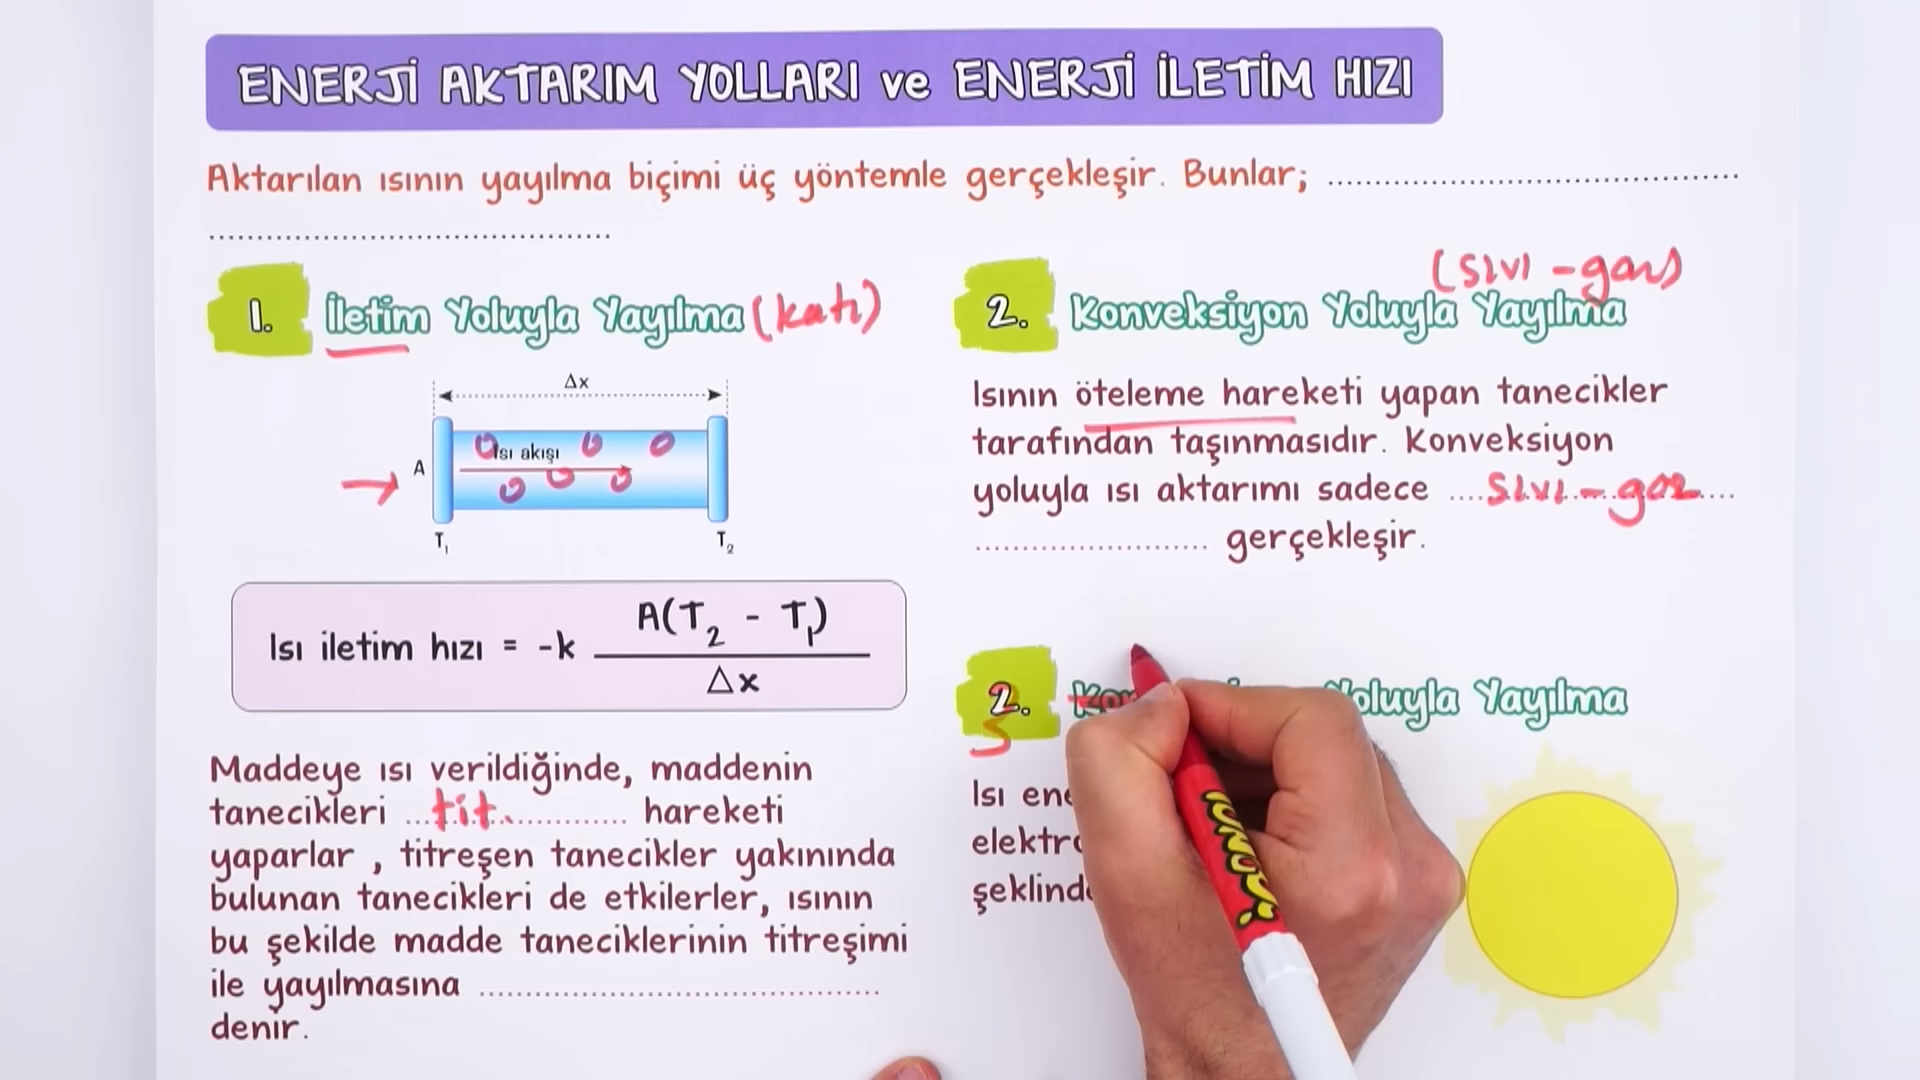 ENERJİ AKTARIM YOLLARI ve ENERJİ İLETİM HIZI
Aktarılan ısının yayılma biçimi üç yöntemle gerçekleşir. Bunlar; ..........................................
..........................................
1. İletim Yoluyla Yayılma (katı)
Δx
Isı akışı
A
T₁ T₂
Isı iletim hızı = -k A(T₂ - T₁) / Δx
Maddeye ısı verildiğinde, maddenin
tanecikleri ....tit............. hareketi
yaparlar , titreşen tanecikler yakınında
bulunan tanecikleri de etkilerler, ısının
bu şekilde madde taneciklerinin titreşimi
ile yayılmasına ..........................................
denir.
(sıvı - gaz)
2. Konveksiyon Yoluyla Yayılma
Isının öteleme hareketi yapan tanecikler
tarafından taşınmasıdır. Konveksiyon
yoluyla ısı aktarımı sadece ....sıvı - gaz....
........................ gerçekleşir.
2. Yoluyla Yayılma
3
Isı